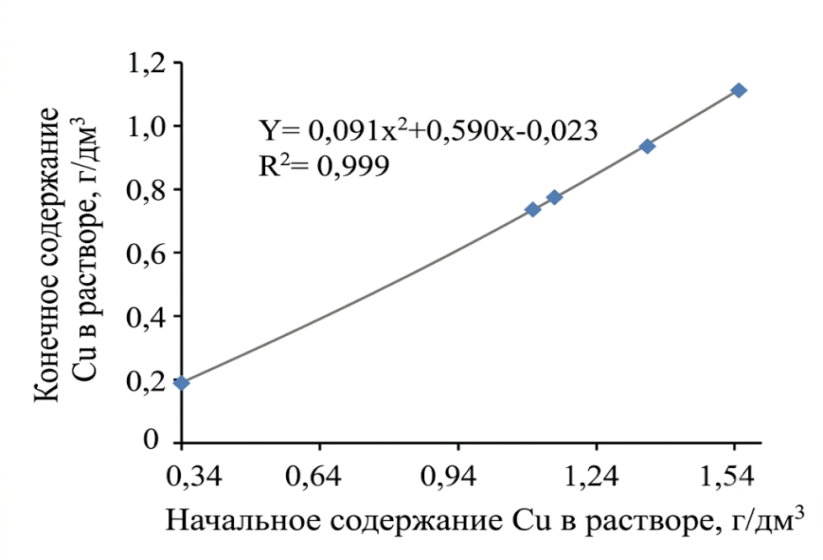 Конечное содержание
Cu в растворе, г/дм³
1,2
1,0
0,8
0,6
0,4
0,2
0
Y= 0,091x²+0,590x-0,023
R²= 0,999
0,34 0,64 0,94 1,24 1,54
Начальное содержание Cu в растворе, г/дм³